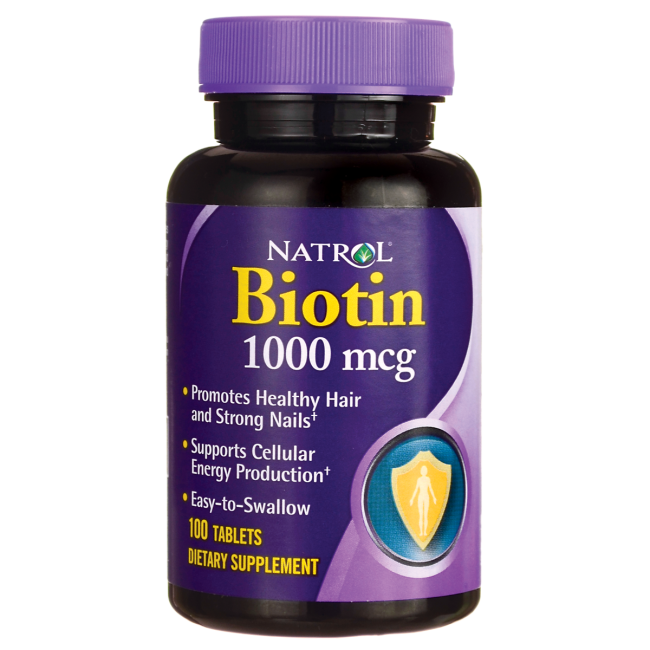 NATROL®
Biotin
1000 mcg
• Promotes Healthy Hair
and Strong Nails†
• Supports Cellular
Energy Production†
• Easy-to-Swallow
100 TABLETS
DIETARY SUPPLEMENT